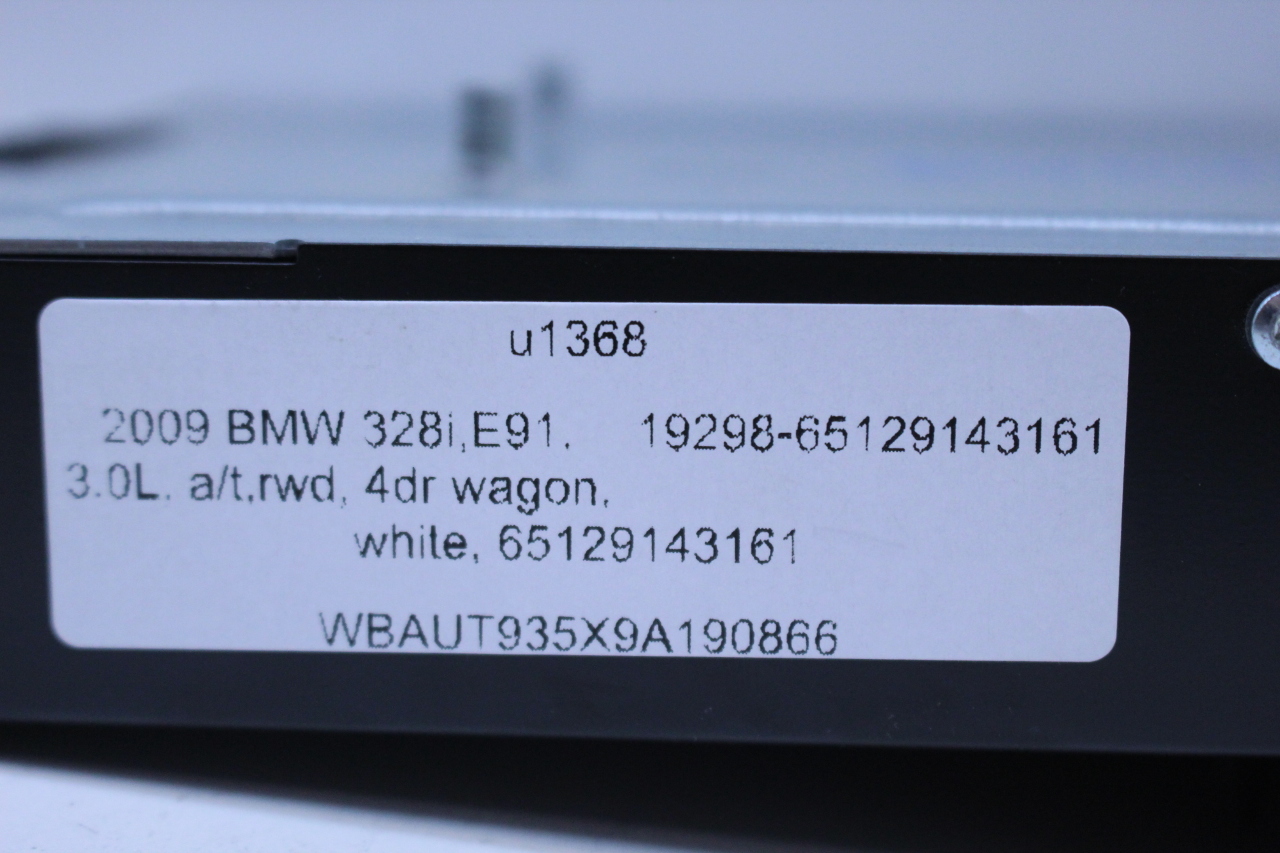 u1368
2009 BMW 328i,E91. 19298-65129143161
3.0L. a/t,rwd, 4dr wagon,
white, 65129143161
WBAUT935X9A190866